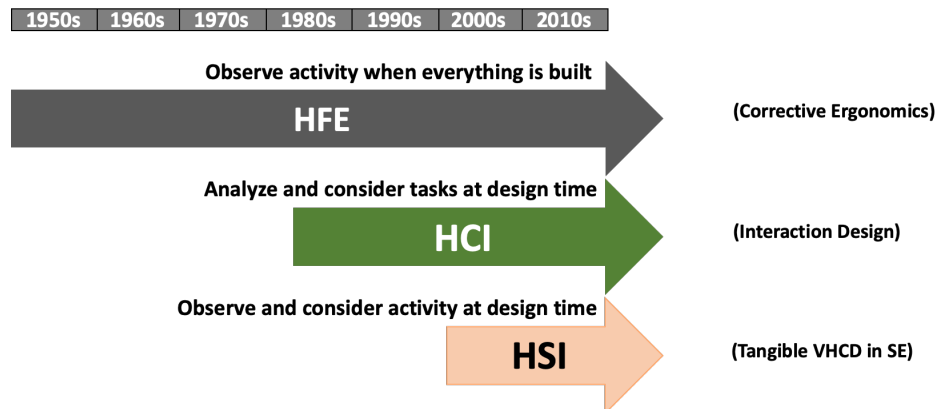 1950s 1960s 1970s 1980s 1990s 2000s 2010s
Observe activity when everything is built
HFE
(Corrective Ergonomics)
Analyze and consider tasks at design time
HCI
(Interaction Design)
Observe and consider activity at design time
HSI
(Tangible VHCD in SE)